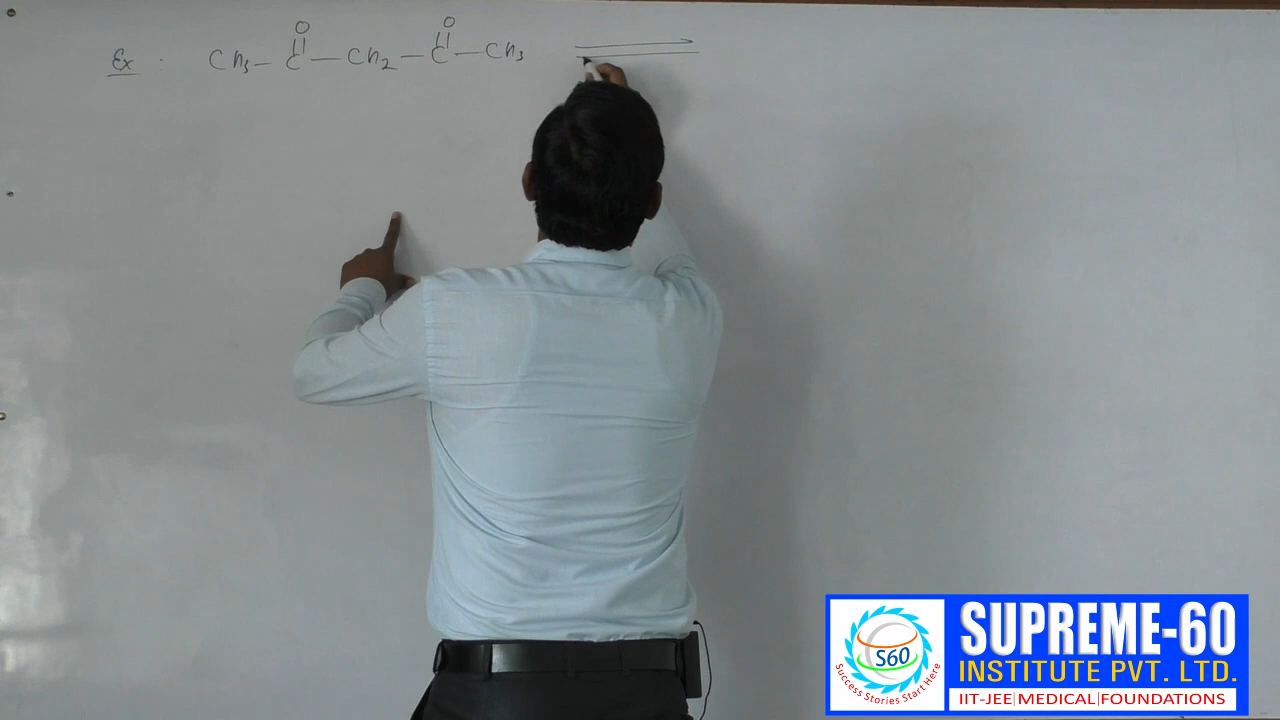 O O
Ex : CH3 — C — CH2 — C — CH3 ⇌
SUPREME-60
INSTITUTE PVT. LTD.
IIT-JEE|MEDICAL|FOUNDATIONS
S60
Success Stories Start Here